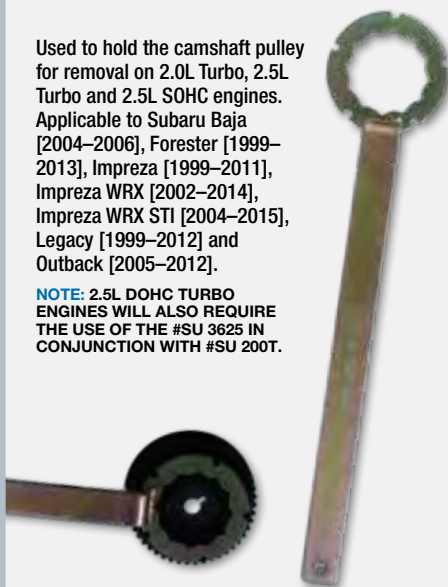 Used to hold the camshaft pulley
for removal on 2.0L Turbo, 2.5L
Turbo and 2.5L SOHC engines.
Applicable to Subaru Baja
[2004–2006], Forester [1999–
2013], Impreza [1999–2011],
Impreza WRX [2002–2014],
Impreza WRX STI [2004–2015],
Legacy [1999–2012] and
Outback [2005–2012].
NOTE: 2.5L DOHC TURBO
ENGINES WILL ALSO REQUIRE
THE USE OF THE #SU 3625 IN
CONJUNCTION WITH #SU 200T.